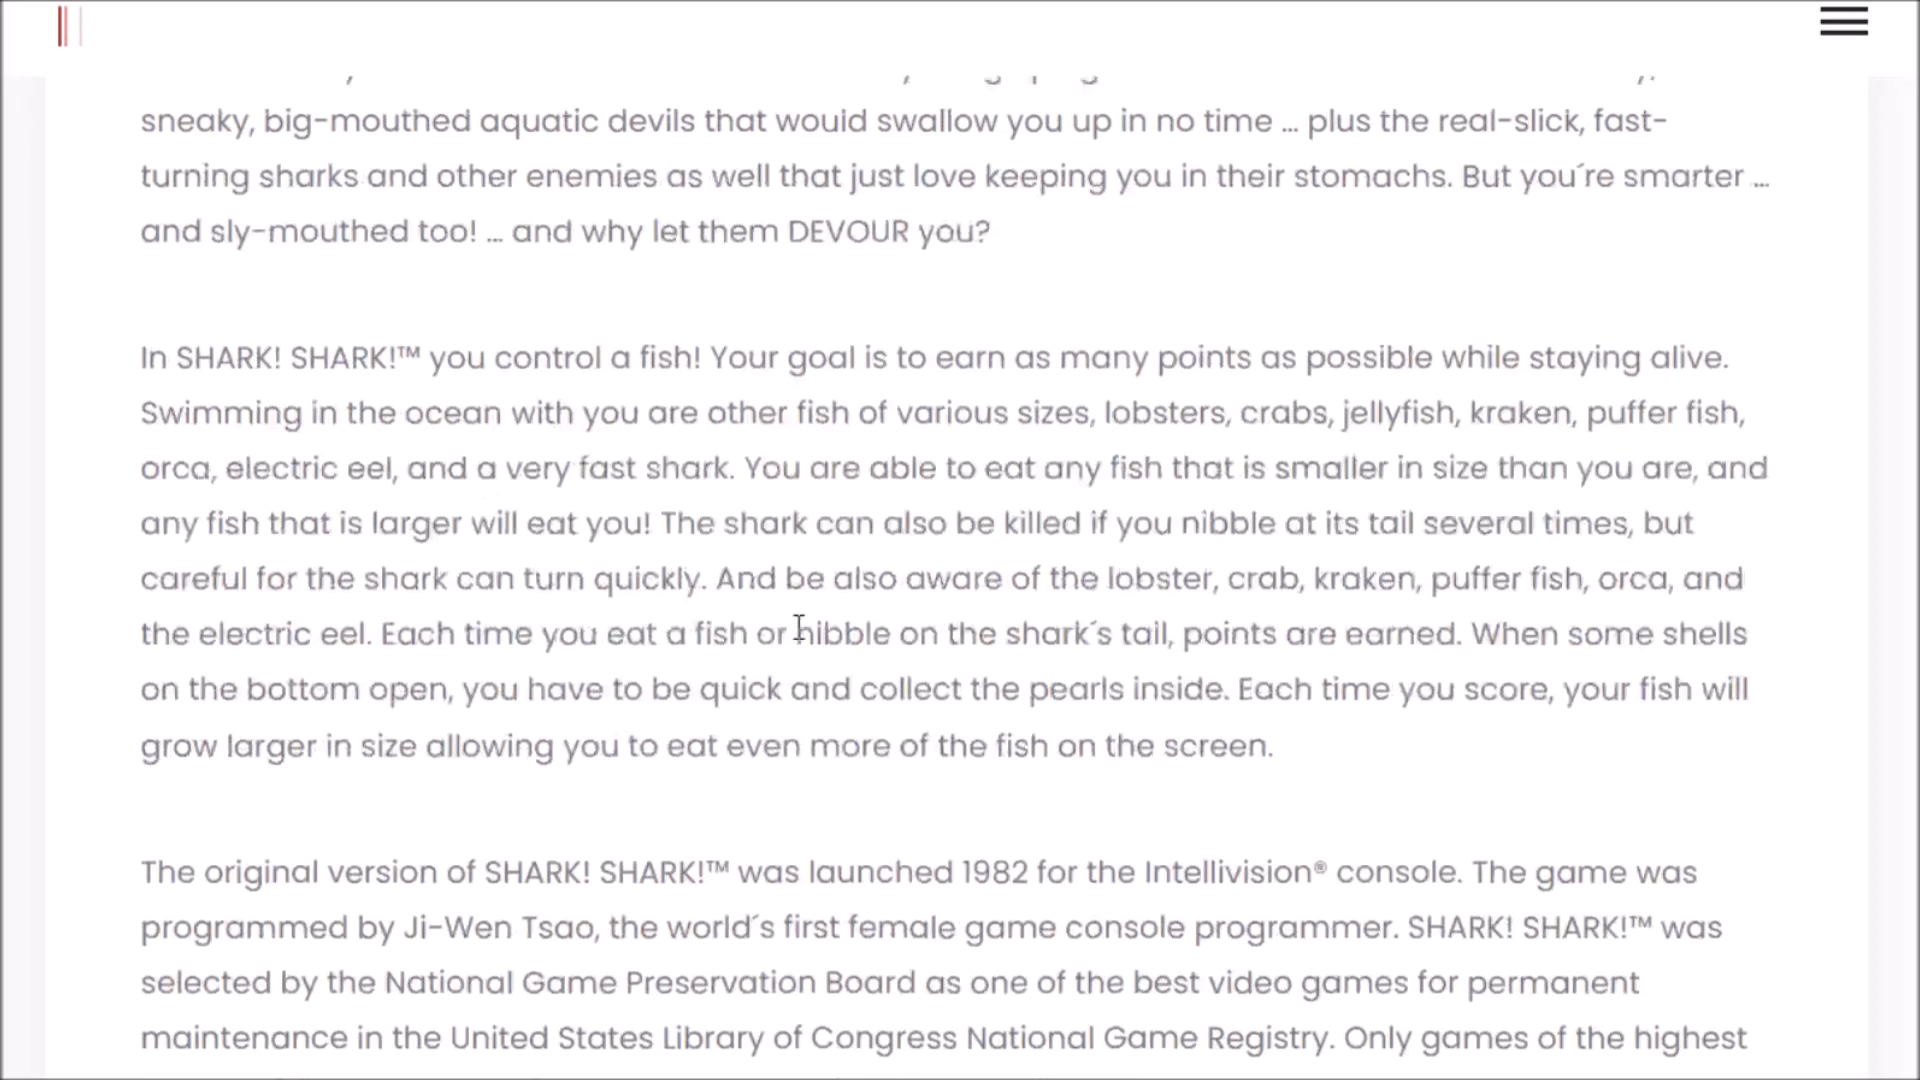 sneaky, big-mouthed aquatic devils that would swallow you up in no time ... plus the real-slick, fast-
turning sharks and other enemies as well that just love keeping you in their stomachs. But you´re smarter ...
and sly-mouthed too! ... and why let them DEVOUR you?
In SHARK! SHARK!™ you control a fish! Your goal is to earn as many points as possible while staying alive.
Swimming in the ocean with you are other fish of various sizes, lobsters, crabs, jellyfish, kraken, puffer fish,
orca, electric eel, and a very fast shark. You are able to eat any fish that is smaller in size than you are, and
any fish that is larger will eat you! The shark can also be killed if you nibble at its tail several times, but
careful for the shark can turn quickly. And be also aware of the lobster, crab, kraken, puffer fish, orca, and
the electric eel. Each time you eat a fish or nibble on the shark´s tail, points are earned. When some shells
on the bottom open, you have to be quick and collect the pearls inside. Each time you score, your fish will
grow larger in size allowing you to eat even more of the fish on the screen.
The original version of SHARK! SHARK!™ was launched 1982 for the Intellivision® console. The game was
programmed by Ji-Wen Tsao, the world´s first female game console programmer. SHARK! SHARK!™ was
selected by the National Game Preservation Board as one of the best video games for permanent
maintenance in the United States Library of Congress National Game Registry. Only games of the highest